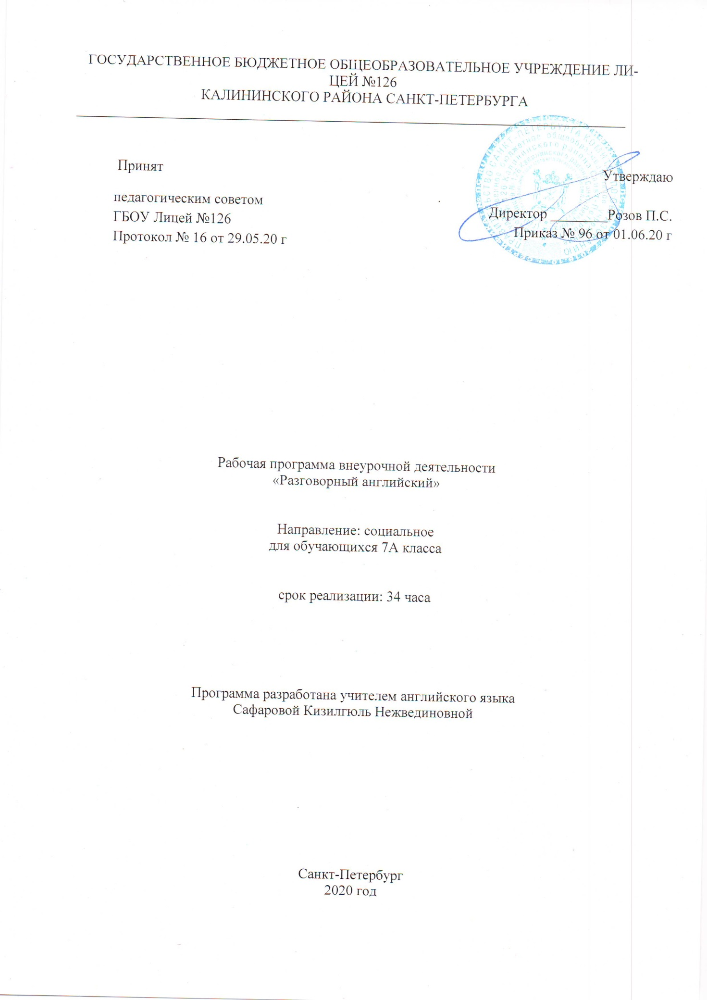 ГОСУДАРСТВЕННОЕ БЮДЖЕТНОЕ ОБЩЕОБРАЗОВАТЕЛЬНОЕ УЧРЕЖДЕНИЕ ЛИ-
ЦЕЙ №126
КАЛИНИНСКОГО РАЙОНА САНКТ-ПЕТЕРБУРГА
Принят
педагогическим советом
ГБОУ Лицей №126
Протокол № 16 от 29.05.20 г
Утверждаю
Директор ________Розов П.С.
Приказ № 96 от 01.06.20 г
Рабочая программа внеурочной деятельности
«Разговорный английский»
Направление: социальное
для обучающихся 7А класса
срок реализации: 34 часа
Программа разработана учителем английского языка
Сафаровой Кизилгюль Нежвединовной
Санкт-Петербург
2020 год